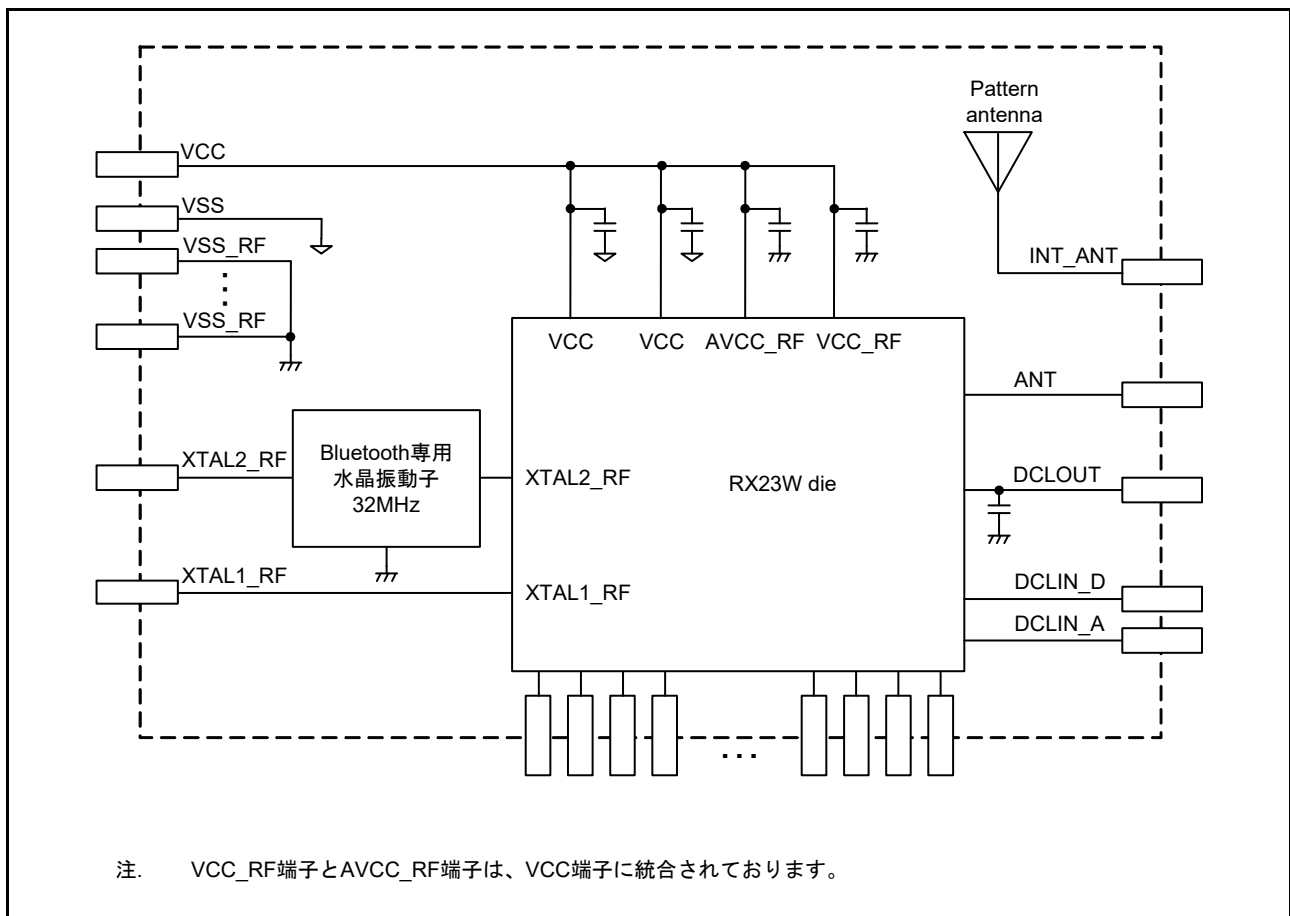 Pattern
antenna
VCC
VSS
VSS_RF
VSS_RF
INT_ANT
VCC
VCC
AVCC_RF
VCC_RF
ANT
XTAL2_RF
Bluetooth専用
水晶振動子
32MHz
XTAL2_RF
RX23W die
DCLOUT
XTAL1_RF
XTAL1_RF
DCLIN_D
DCLIN_A
注. VCC_RF端子とAVCC_RF端子は、VCC端子に統合されております。